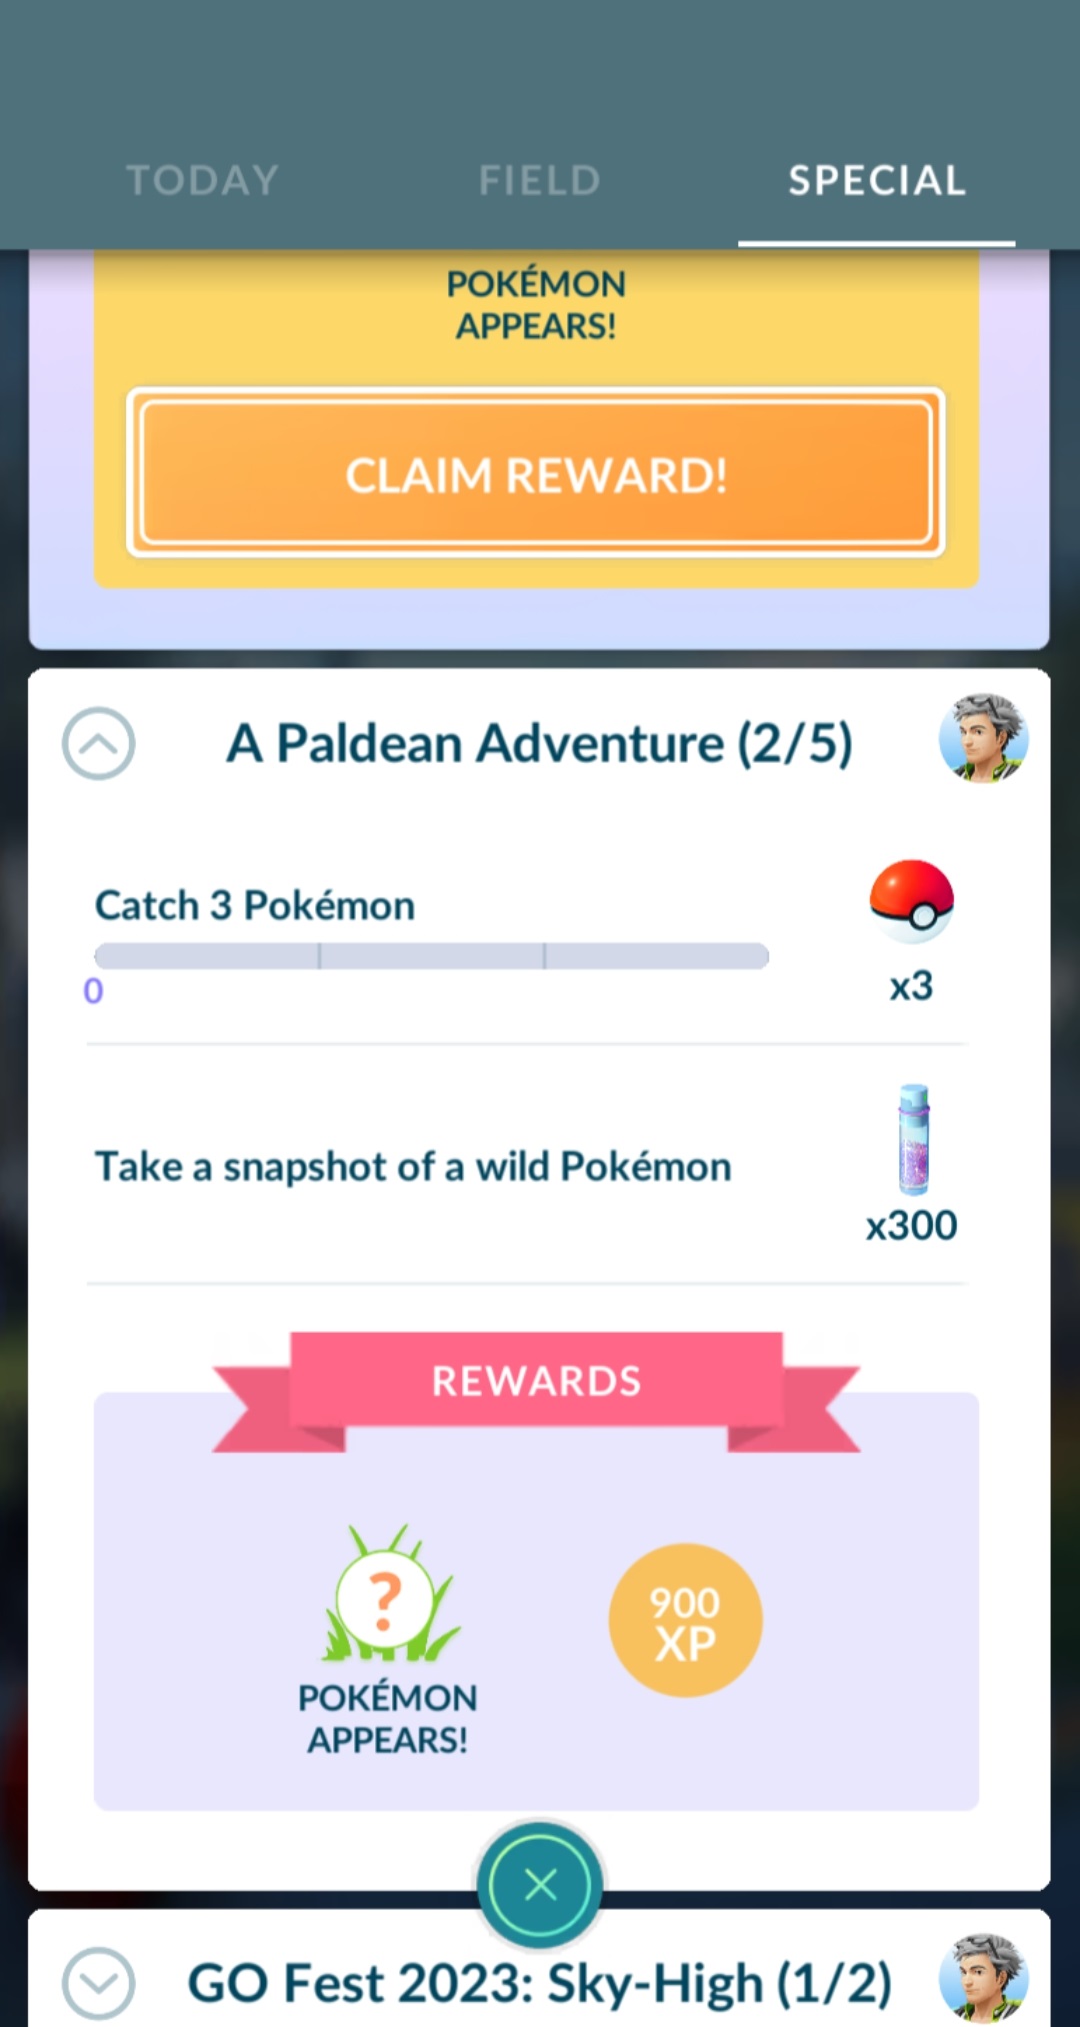 TODAY FIELD SPECIAL
POKÉMON
APPEARS!
CLAIM REWARD!
A Paldean Adventure (2/5)
Catch 3 Pokémon
0
x3
Take a snapshot of a wild Pokémon
x300
REWARDS
?
POKÉMON
APPEARS!
900
XP
GO Fest 2023: Sky-High (1/2)